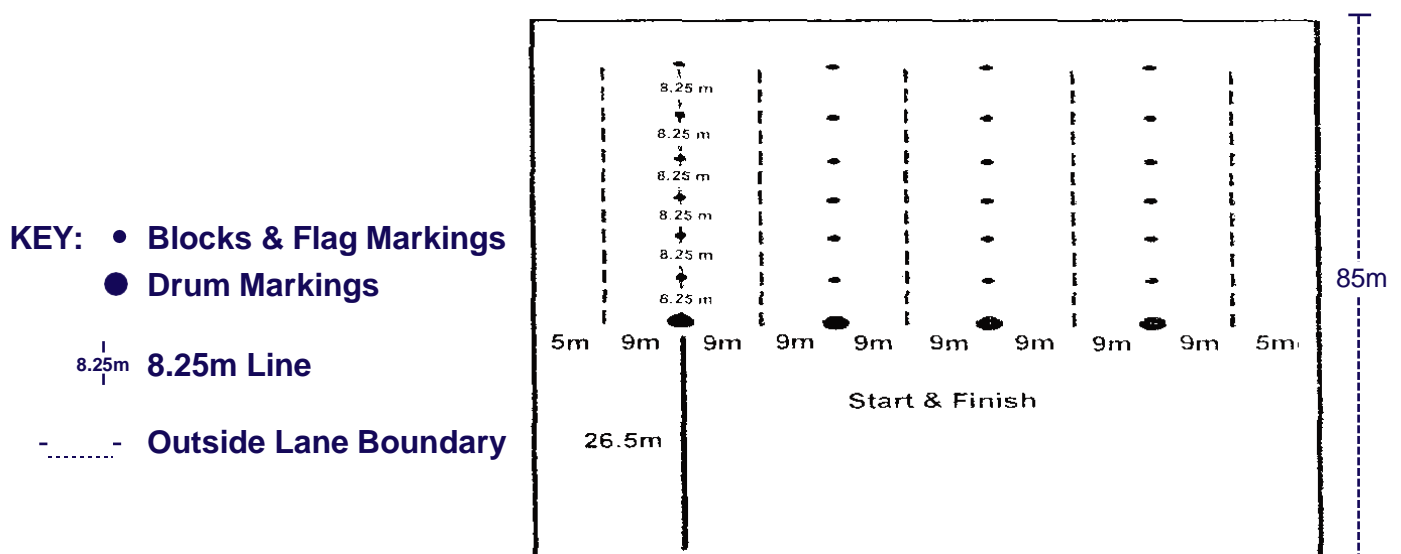 8.25 m
8.25 m
8.25 m
8.25 m
8.25 m
8.25 m
KEY:
Blocks & Flag Markings
Drum Markings
8.25m
8.25m Line
Outside Lane Boundary
85m
5m 9m 9m 9m 9m 9m 9m 9m 9m 5m
Start & Finish
26.5m